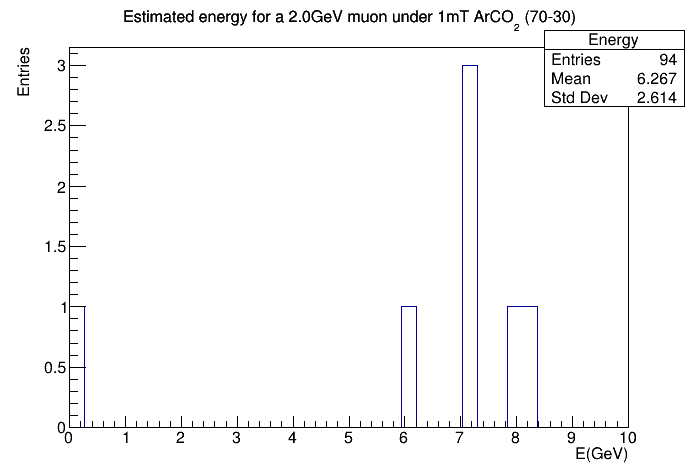 Estimated energy for a 2.0GeV muon under 1mT ArCO2 (70-30)
Energy
Entries 94
Mean 6.267
Std Dev 2.614
Entries
3
2.5
2
1.5
1
0.5
0
0 1 2 3 4 5 6 7 8 9 10
E(GeV)